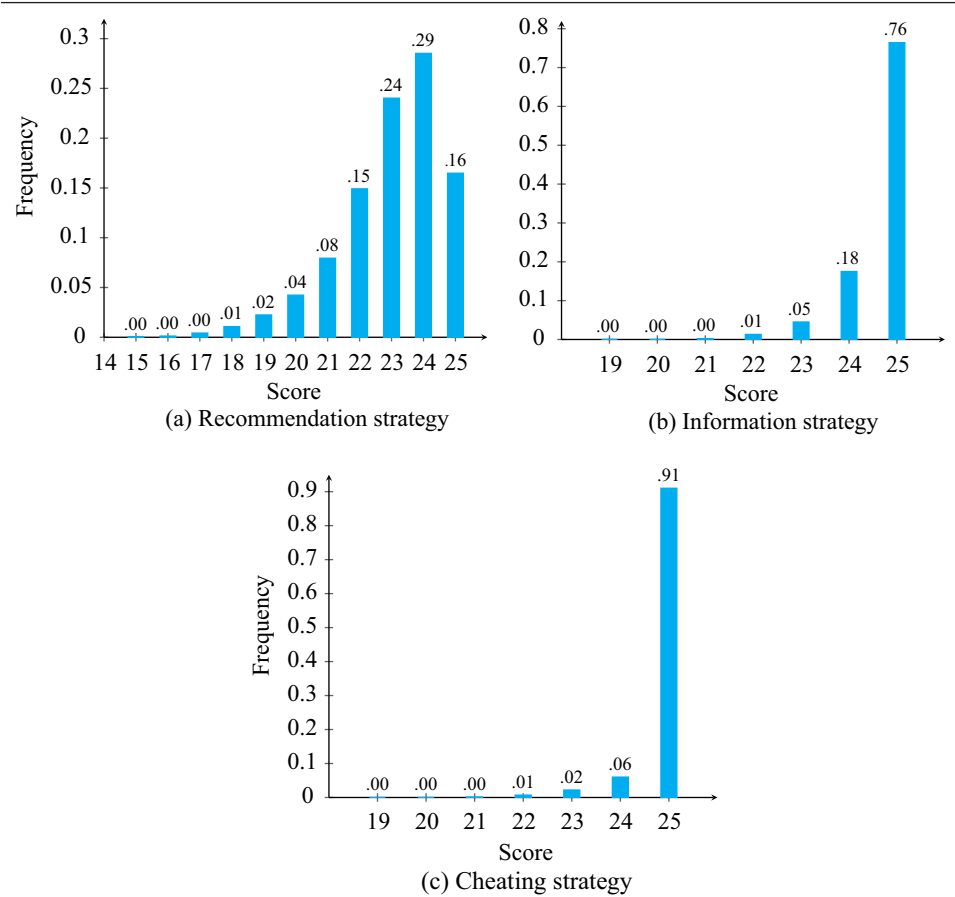 0.3
0.25
0.2
0.15
0.1
0.05
0
Frequency
.00 .00 .00 .01 .02 .04 .08 .15 .24 .29 .16
14 15 16 17 18 19 20 21 22 23 24 25
Score
(a) Recommendation strategy
0.8
0.7
0.6
0.5
0.4
0.3
0.2
0.1
0
.00 .00 .00 .01 .05 .18 .76
19 20 21 22 23 24 25
Score
(b) Information strategy
0.9
0.8
0.7
0.6
0.5
0.4
0.3
0.2
0.1
0
Frequency
.00 .00 .00 .01 .02 .06 .91
19 20 21 22 23 24 25
Score
(c) Cheating strategy